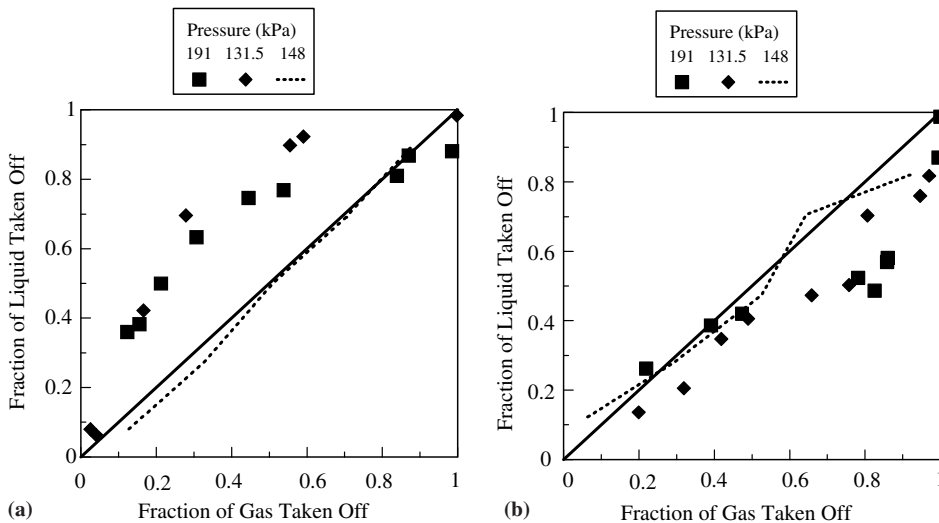 Pressure (kPa)
191 131.5 148
1
0.8
0.6
0.4
0.2
0
0 0.2 0.4 0.6 0.8 1
Fraction of Liquid Taken Off
Fraction of Gas Taken Off
(a)
Pressure (kPa)
191 131.5 148
1
0.8
0.6
0.4
0.2
0
0 0.2 0.4 0.6 0.8 1
Fraction of Liquid Taken Off
Fraction of Gas Taken Off
(b)